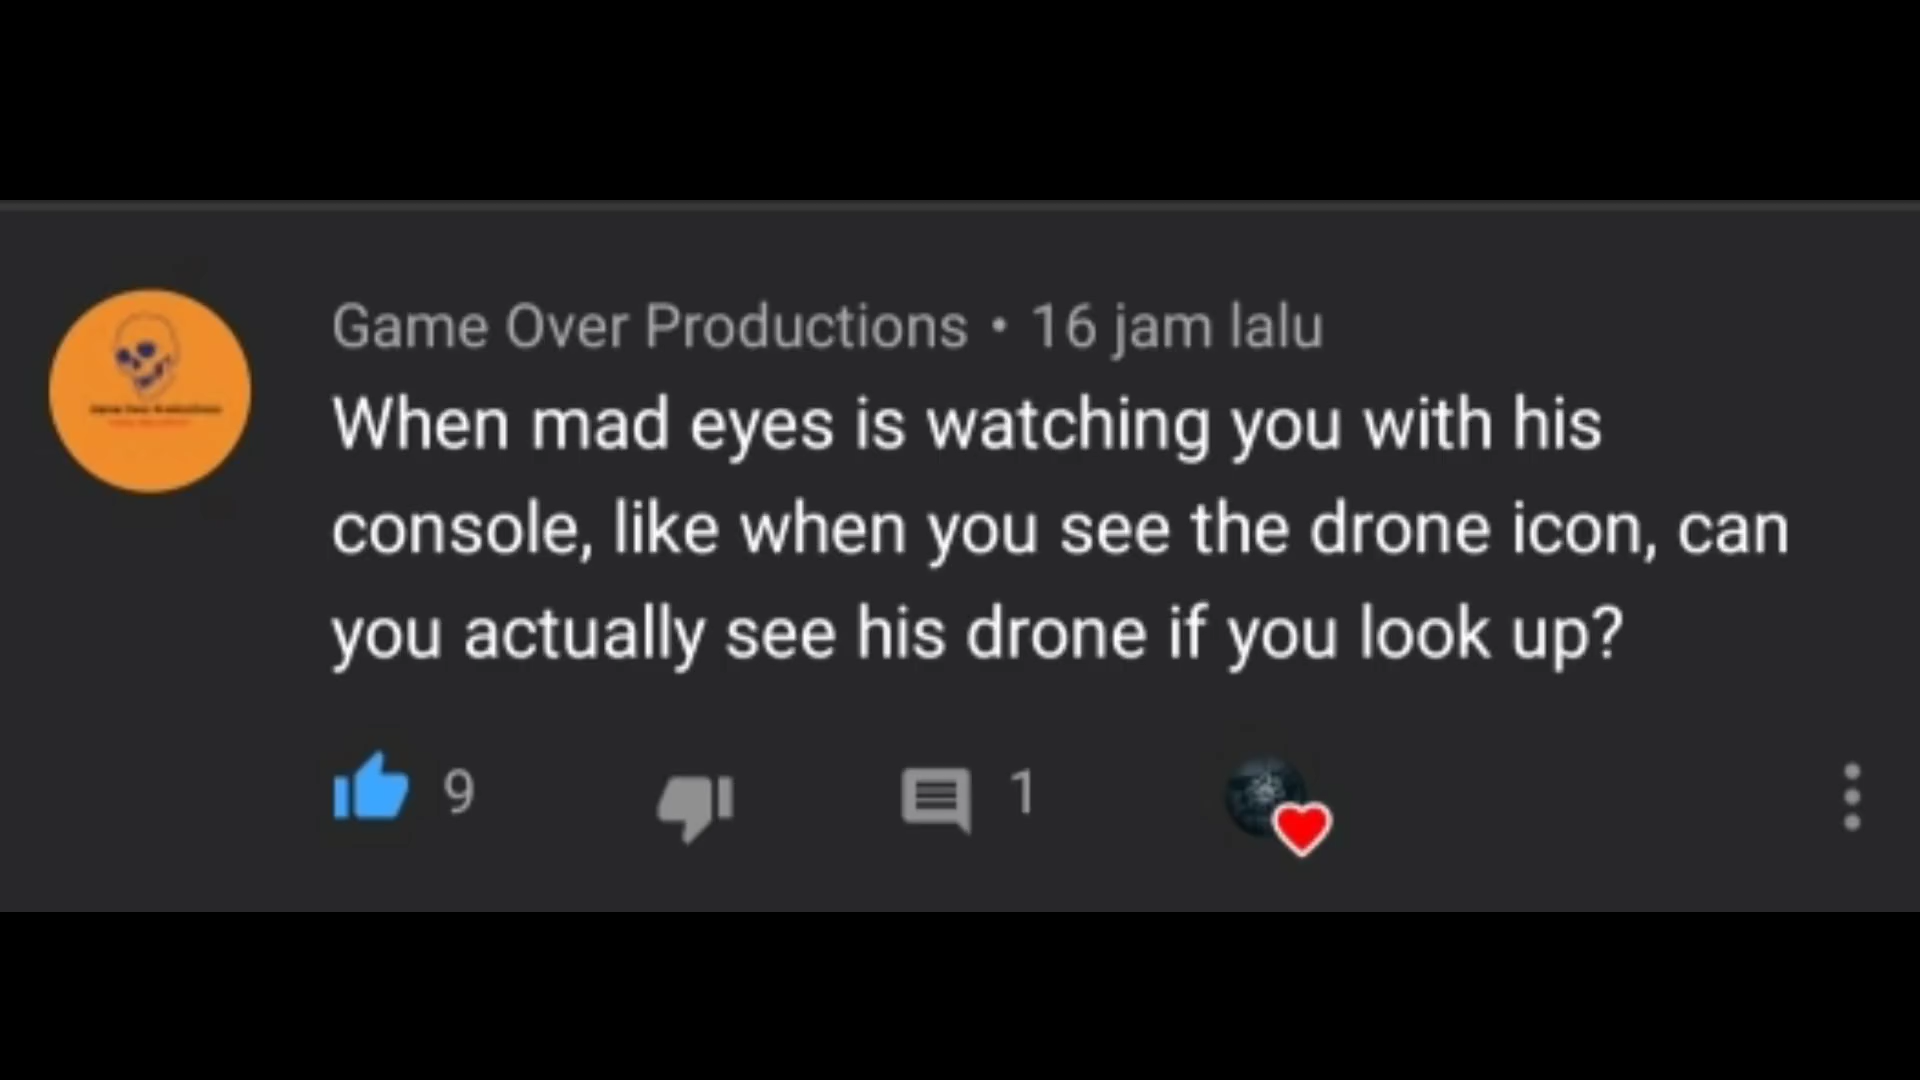 Game Over Productions • 16 jam lalu
When mad eyes is watching you with his
console, like when you see the drone icon, can
you actually see his drone if you look up?
9 1